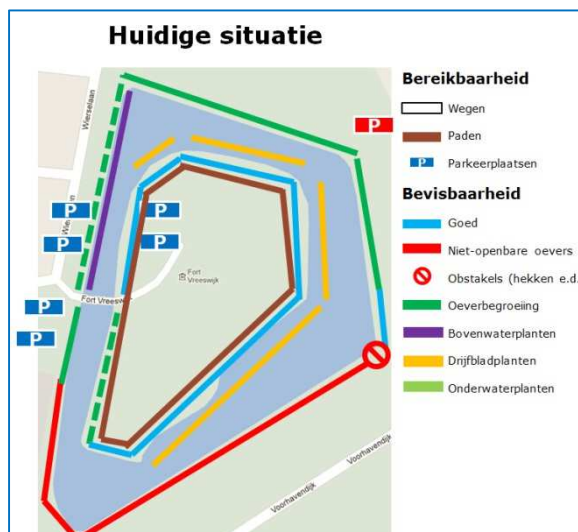 Huidige situatie
Wierselaan
P
P
P
P
P
Wierselaan
P
P
Fort Vreeswijk
Fort
Vreeswijk
Voorhavendijk
Voorhavendijk
Bereikbaarheid
Wegen
Paden
P Parkeerplaatsen
Bevisbaarheid
Goed
Niet-openbare oevers
Obstakels (hekken e.d.
Oeverbegroeiing
Bovenwaterplanten
Drijfbladplanten
Onderwaterplanten